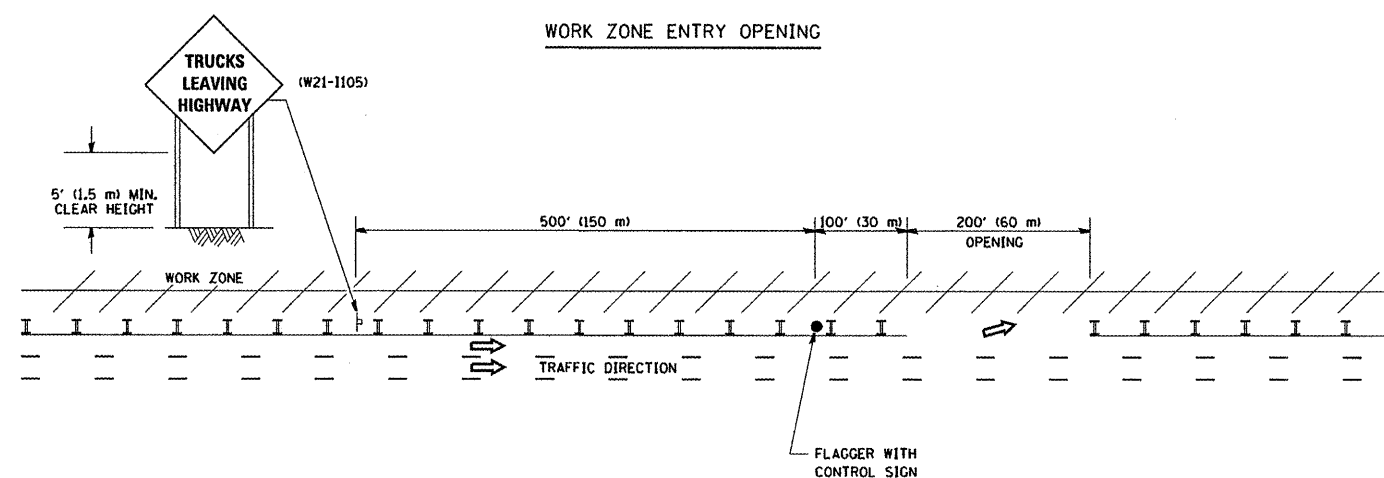 WORK ZONE ENTRY OPENING
TRUCKS
LEAVING
HIGHWAY
(W21-I105)
5' (1.5 m) MIN.
CLEAR HEIGHT
500' (150 m)
100' (30 m)
200' (60 m)
OPENING
WORK ZONE
TRAFFIC DIRECTION
FLAGGER WITH
CONTROL SIGN